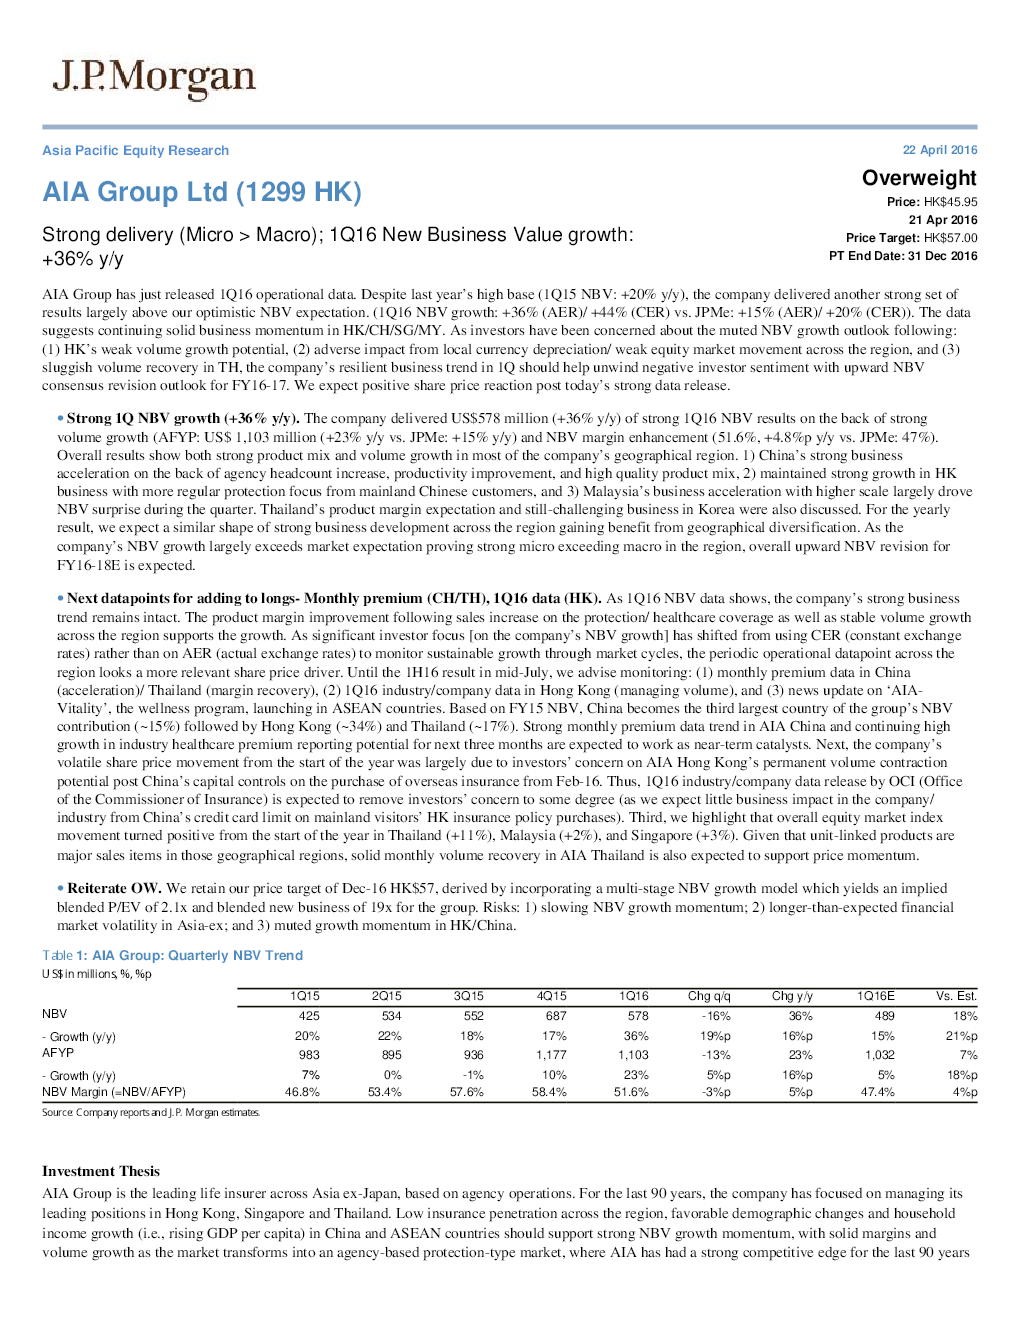 J.P.Morgan
Asia Pacific Equity Research
22 April 2016
AIA Group Ltd (1299 HK)
Strong delivery (Micro > Macro); 1Q16 New Business Value growth:
+36% y/y
Overweight
Price: HK$45.95
21 Apr 2016
Price Target: HK$57.00
PT End Date: 31 Dec 2016
AIA Group has just released 1Q16 operational data. Despite last year's high base (1Q15 NBV: +20% y/y), the company delivered another strong set of
results largely above our optimistic NBV expectation. (1Q16 NBV growth: +36% (AER)/ +44% (CER) vs. JPMe: +15% (AER)/ +20% (CER)). The data
suggests continuing solid business momentum in HK/CH/SG/MY. As investors have been concerned about the muted NBV growth outlook following:
(1) HK's weak volume growth potential, (2) adverse impact from local currency depreciation/ weak equity market movement across the region, and (3)
sluggish volume recovery in TH, the company's resilient business trend in 1Q should help unwind negative investor sentiment with upward NBV
consensus revision outlook for FY16-17. We expect positive share price reaction post today's strong data release.
• Strong 1Q NBV growth (+36% y/y). The company delivered US$578 million (+36% y/y) of strong 1Q16 NBV results on the back of strong
volume growth (AFYP: US$ 1,103 million (+23% y/y vs. JPMe: +15% y/y) and NBV margin enhancement (51.6%, +4.8%p y/y vs. JPMe: 47%).
Overall results show both strong product mix and volume growth in most of the company's geographical region. 1) China's strong business
acceleration on the back of agency headcount increase, productivity improvement, and high quality product mix, 2) maintained strong growth in HK
business with more regular protection focus from mainland Chinese customers, and 3) Malaysia's business acceleration with higher scale largely drove
NBV surprise during the quarter. Thailand's product margin expectation and still-challenging business in Korea were also discussed. For the yearly
result, we expect a similar shape of strong business development across the region gaining benefit from geographical diversification. As the
company's NBV growth largely exceeds market expectation proving strong micro exceeding macro in the region, overall upward NBV revision for
FY16-18E is expected.
• Next datapoints for adding to longs- Monthly premium (CH/TH), 1Q16 data (HK). As 1Q16 NBV data shows, the company's strong business
trend remains intact. The product margin improvement following sales increase on the protection/ healthcare coverage as well as stable volume growth
across the region supports the growth. As significant investor focus [on the company's NBV growth] has shifted from using CER (constant exchange
rates) rather than on AER (actual exchange rates) to monitor sustainable growth through market cycles, the periodic operational datapoint across the
region looks a more relevant share price driver. Until the 1H16 result in mid-July, we advise monitoring: (1) monthly premium data in China
(acceleration)/ Thailand (margin recovery), (2) 1Q16 industry/company data in Hong Kong (managing volume), and (3) news update on 'AIA-
Vitality', the wellness program, launching in ASEAN countries. Based on FY15 NBV, China becomes the third largest country of the group's NBV
contribution (~15%) followed by Hong Kong (~34%) and Thailand (~17%). Strong monthly premium data trend in AIA China and continuing high
growth in industry healthcare premium reporting potential for next three months are expected to work as near-term catalysts. Next, the company's
volatile share price movement from the start of the year was largely due to investors' concern on AIA Hong Kong's permanent volume contraction
potential post China's capital controls on the purchase of overseas insurance from Feb-16. Thus, 1Q16 industry/company data release by OCI (Office
of the Commissioner of Insurance) is expected to remove investors' concern to some degree (as we expect little business impact in the company/
industry from China's credit card limit on mainland visitors' HK insurance policy purchases). Third, we highlight that overall equity market index
movement turned positive from the start of the year in Thailand (+11%), Malaysia (+2%), and Singapore (+3%). Given that unit-linked products are
major sales items in those geographical regions, solid monthly volume recovery in AIA Thailand is also expected to support price momentum.
• Reiterate OW. We retain our price target of Dec-16 HK$57, derived by incorporating a multi-stage NBV growth model which yields an implied
blended P/EV of 2.1x and blended new business of 19x for the group. Risks: 1) slowing NBV growth momentum; 2) longer-than-expected financial
market volatility in Asia-ex; and 3) muted growth momentum in HK/China.
Table 1: AIA Group: Quarterly NBV Trend
US$ in millions, %, %p
1Q15 2Q15 3Q15 4Q15 1Q16 Chg q/q Chg y/y 1Q16E Vs. Est.
NBV 425 534 552 687 578 -16% 36% 489 18%
- Growth (y/y) 20% 22% 18% 17% 36% 19%p 16%p 15% 21%p
AFYP 983 895 936 1,177 1,103 -13% 23% 1,032 7%
- Growth (y/y) 7% 0% -1% 10% 23% 5%p 16%p 5% 18%p
NBV Margin (=NBV/AFYP) 46.8% 53.4% 57.6% 58.4% 51.6% -3%p 5%p 47.4% 4%p
Source: Company reports and J.P. Morgan estimates.
Investment Thesis
AIA Group is the leading life insurer across Asia ex-Japan, based on agency operations. For the last 90 years, the company has focused on managing its
leading positions in Hong Kong, Singapore and Thailand. Low insurance penetration across the region, favorable demographic changes and household
income growth (i.e., rising GDP per capita) in China and ASEAN countries should support strong NBV growth momentum, with solid margins and
volume growth as the market transforms into an agency-based protection-type market, where AIA has had a strong competitive edge for the last 90 years